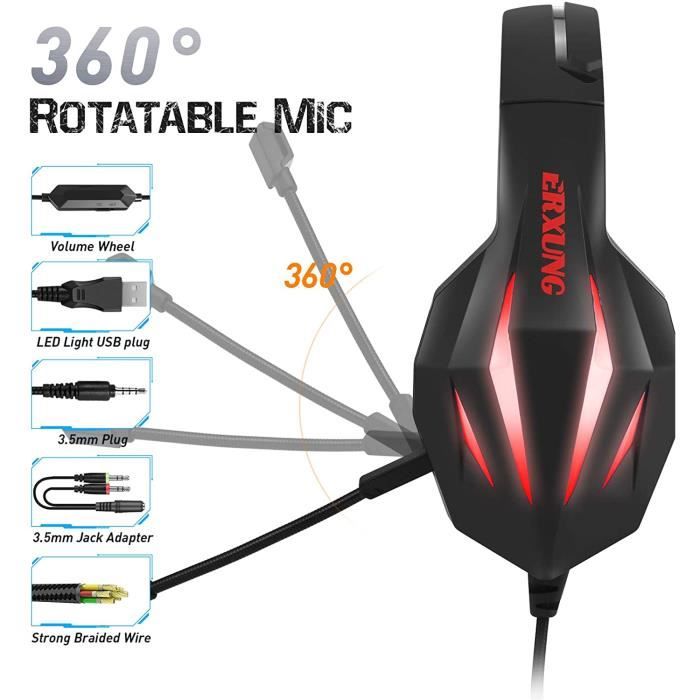 360°
ROTATABLE MIC
Volume Wheel
LED Light USB plug
3.5mm Plug
3.5mm Jack Adapter
Strong Braided Wire
360°
ERXUNG